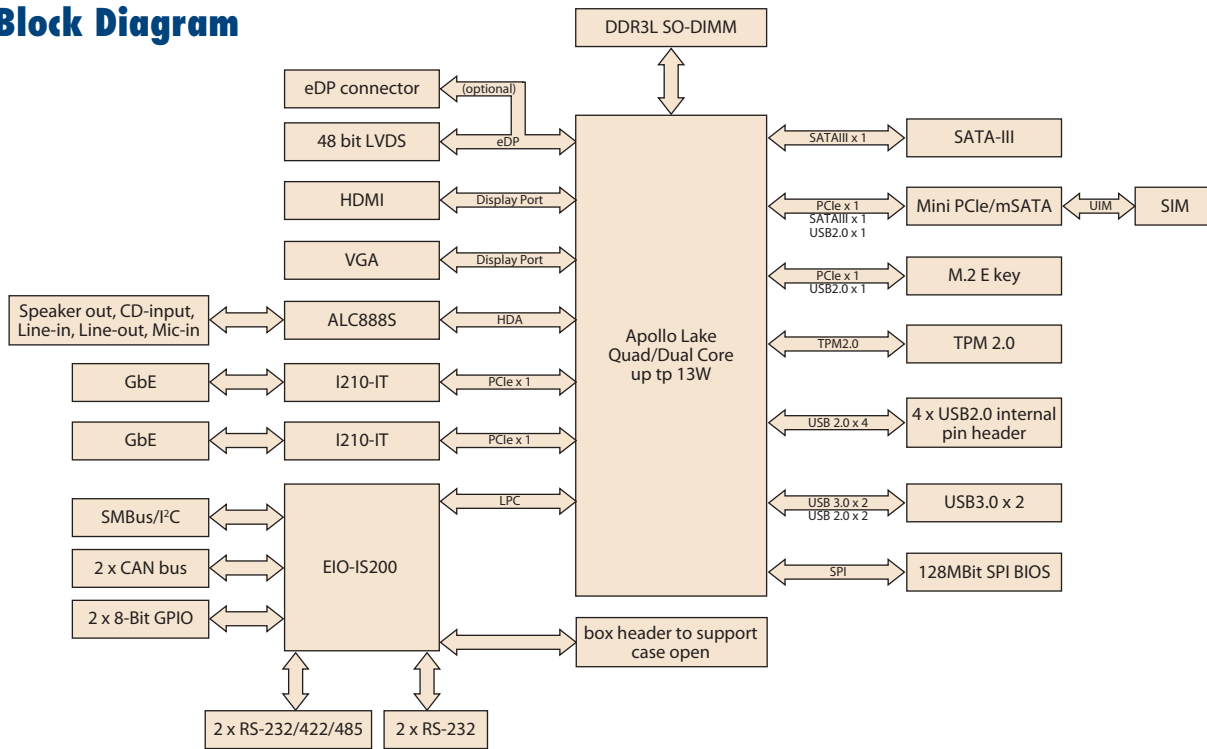 Block Diagram
DDR3L SO-DIMM
eDP connector
(optional)
48 bit LVDS
eDP
SATAIII x 1
SATA-III
HDMI
Display Port
PCIe x 1
SATAIII x 1
USB2.0 x 1
Mini PCIe/mSATA
UIM
SIM
VGA
Display Port
PCIe x 1
USB2.0 x 1
M.2 E key
Speaker out, CD-input,
Line-in, Line-out, Mic-in
ALC888S
HDA
Apollo Lake
Quad/Dual Core
up tp 13W
TPM2.0
TPM 2.0
GbE
I210-IT
PCIe x 1
GbE
I210-IT
PCIe x 1
USB 2.0 x 4
4 x USB2.0 internal
pin header
SMBus/I²C
LPC
USB 3.0 x 2
USB 2.0 x 2
USB3.0 x 2
2 x CAN bus
EIO-IS200
SPI
128MBit SPI BIOS
2 x 8-Bit GPIO
box header to support
case open
2 x RS-232/422/485
2 x RS-232